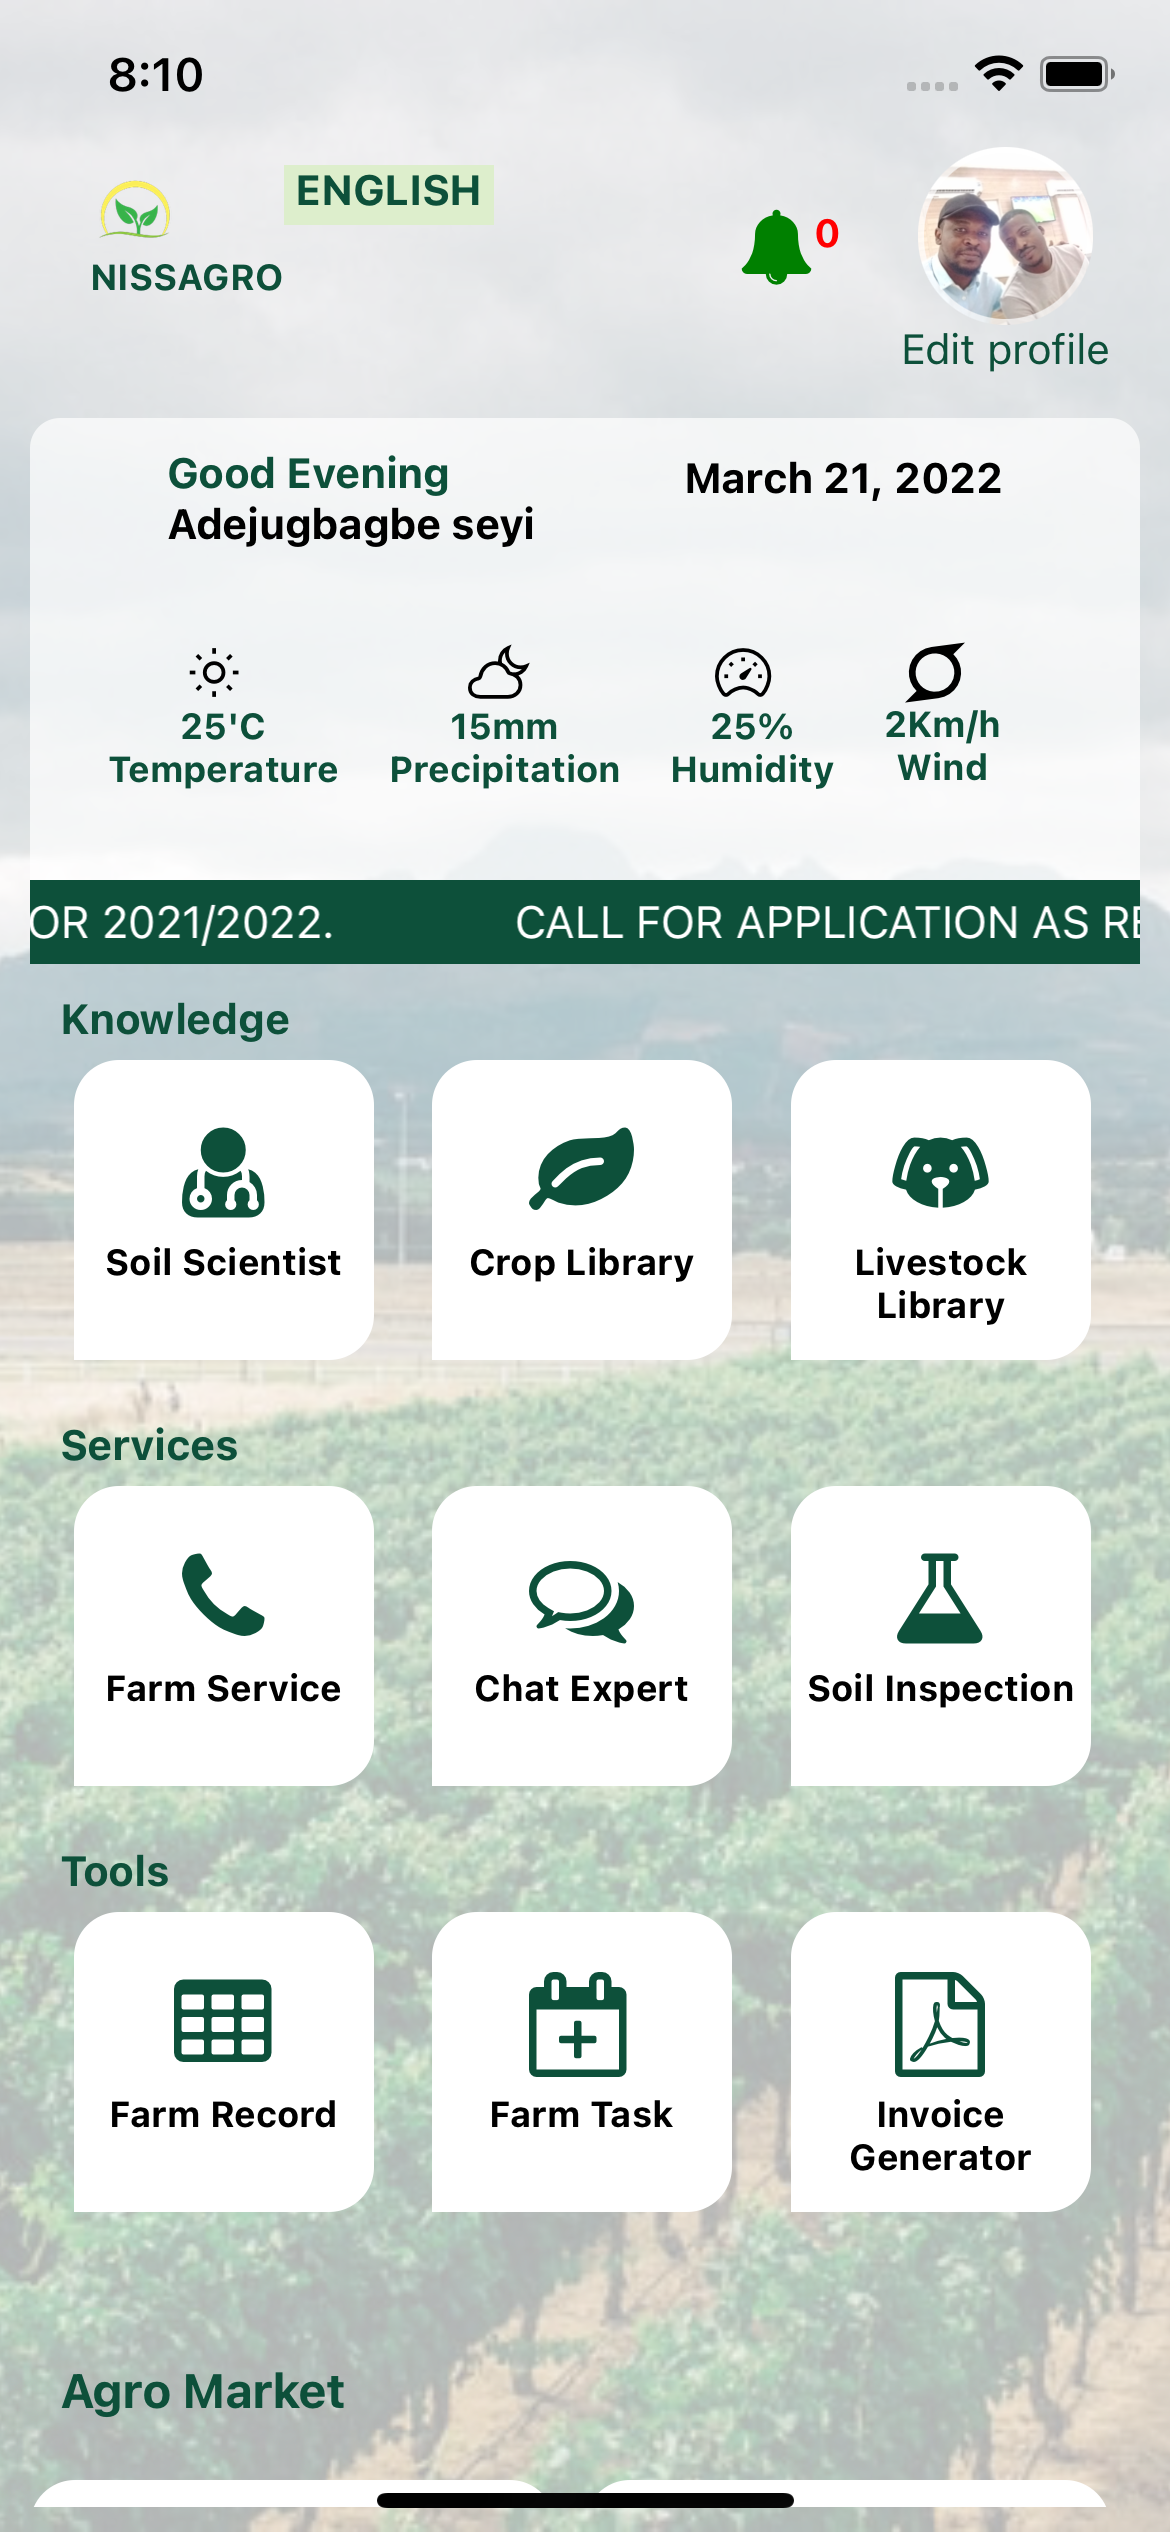 8:10
ENGLISH
NISSAGRO
0
Edit profile
Good Evening
Adejugbagbe seyi
March 21, 2022
25'C
Temperature
15mm
Precipitation
25%
Humidity
2Km/h
Wind
OR 2021/2022. CALL FOR APPLICATION AS RE
Knowledge
Soil Scientist
Crop Library
Livestock
Library
Services
Farm Service
Chat Expert
Soil Inspection
Tools
Farm Record
Farm Task
Invoice
Generator
Agro Market